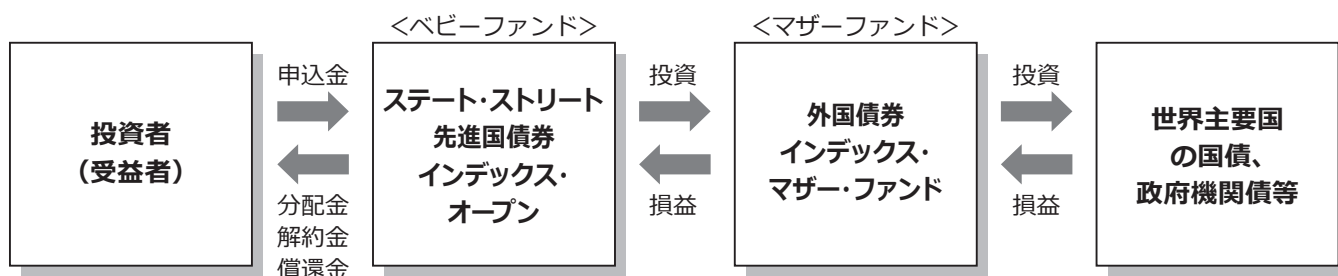 <ベビーファンド>
<マザーファンド>
投資者
（受益者）
申込金
分配金
解約金
償還金
ステート・ストリート
先進国債券
インデックス・
オープン
投資
損益
外国債券
インデックス・
マザー・ファンド
投資
損益
世界主要国
の国債、
政府機関債等